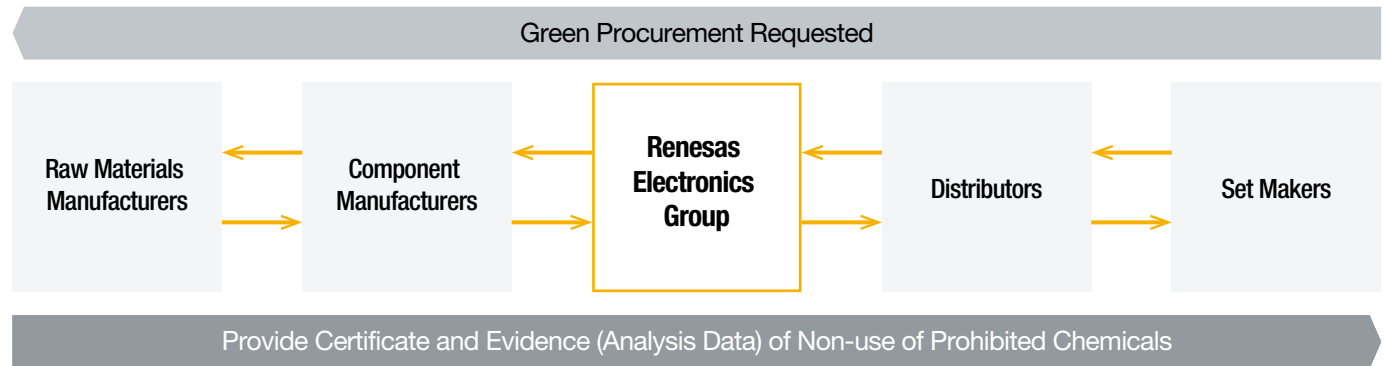 Green Procurement Requested
Raw Materials
Manufacturers
Component
Manufacturers
Renesas
Electronics
Group
Distributors
Set Makers
Provide Certificate and Evidence (Analysis Data) of Non-use of Prohibited Chemicals